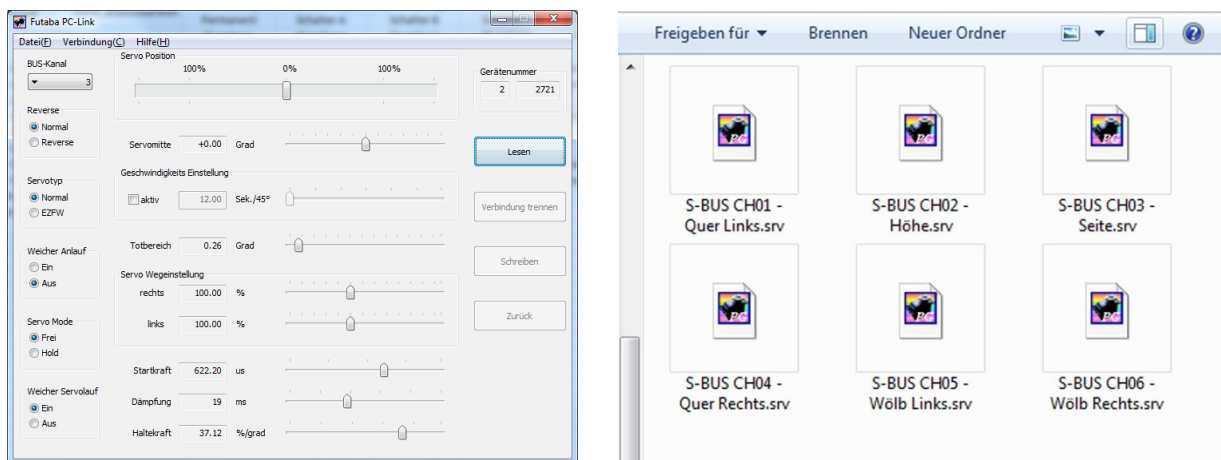 Futaba PC-Link
Datei(F) Verbindung(C) Hilfe(H)
BUS-Kanal
3
Reverse
Normal
Reverse
Servotyp
Normal
EZFW
Weicher Anlauf
Ein
Aus
Servo Mode
Frei
Hold
Weicher Servolauf
Ein
Aus
Servo Position
100% 0% 100%
Servomitte +0.00 Grad
Geschwindigkeits Einstellung
aktiv 12.00 Sek./45°
Totbereich 0.26 Grad
Servo Wegeinstellung
rechts 100.00 %
links 100.00 %
Startkraft 622.20 us
Dämpfung 19 ms
Haltekraft 37.12 %/grad
Gerätenummer
2 2721
Lesen
Verbindung trennen
Schreiben
Zurück
Freigeben für Brennen Neuer Ordner
S-BUS CH01 -
Quer Links.srv
S-BUS CH02 -
Höhe.srv
S-BUS CH03 -
Seite.srv
S-BUS CH04 -
Quer Rechts.srv
S-BUS CH05 -
Wölb Links.srv
S-BUS CH06 -
Wölb Rechts.srv